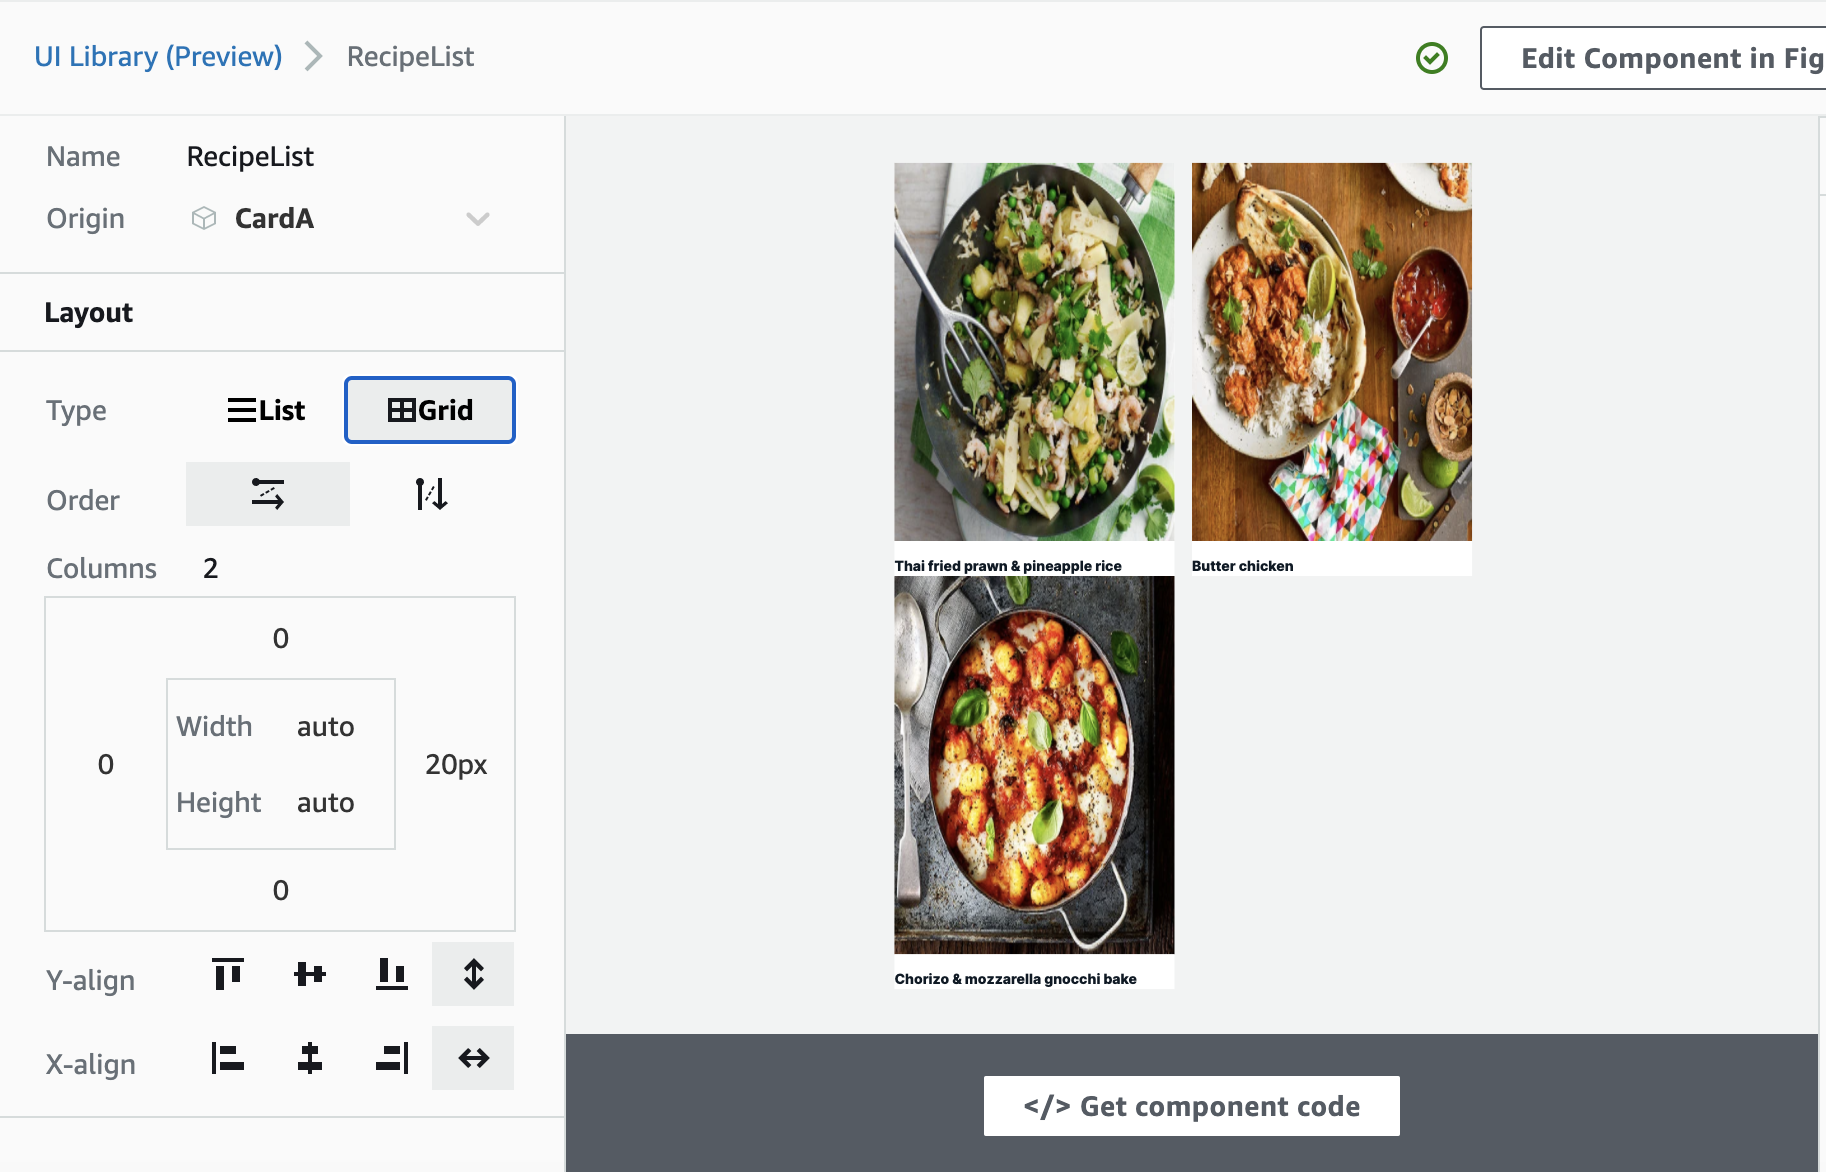 UI Library (Preview) > RecipeList
Edit Component in Fig
Name RecipeList
Origin CardA
Layout
Type List Grid
Order
Columns 2
0
Width auto
0 20px
Height auto
0
Y-align
X-align
Thai fried prawn & pineapple rice
Butter chicken
Chorizo & mozzarella gnocchi bake
</> Get component code